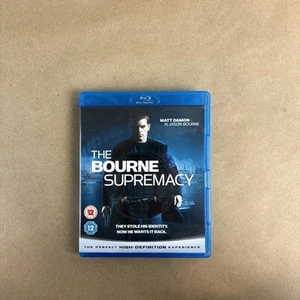 MATT DAMON
IS JASON BOURNE
THE
BOURNE
SUPREMACY
12
12
THEY STOLE HIS IDENTITY.
NOW HE WANTS IT BACK.
THE PERFECT HIGH-DEFINITION EXPERIENCE